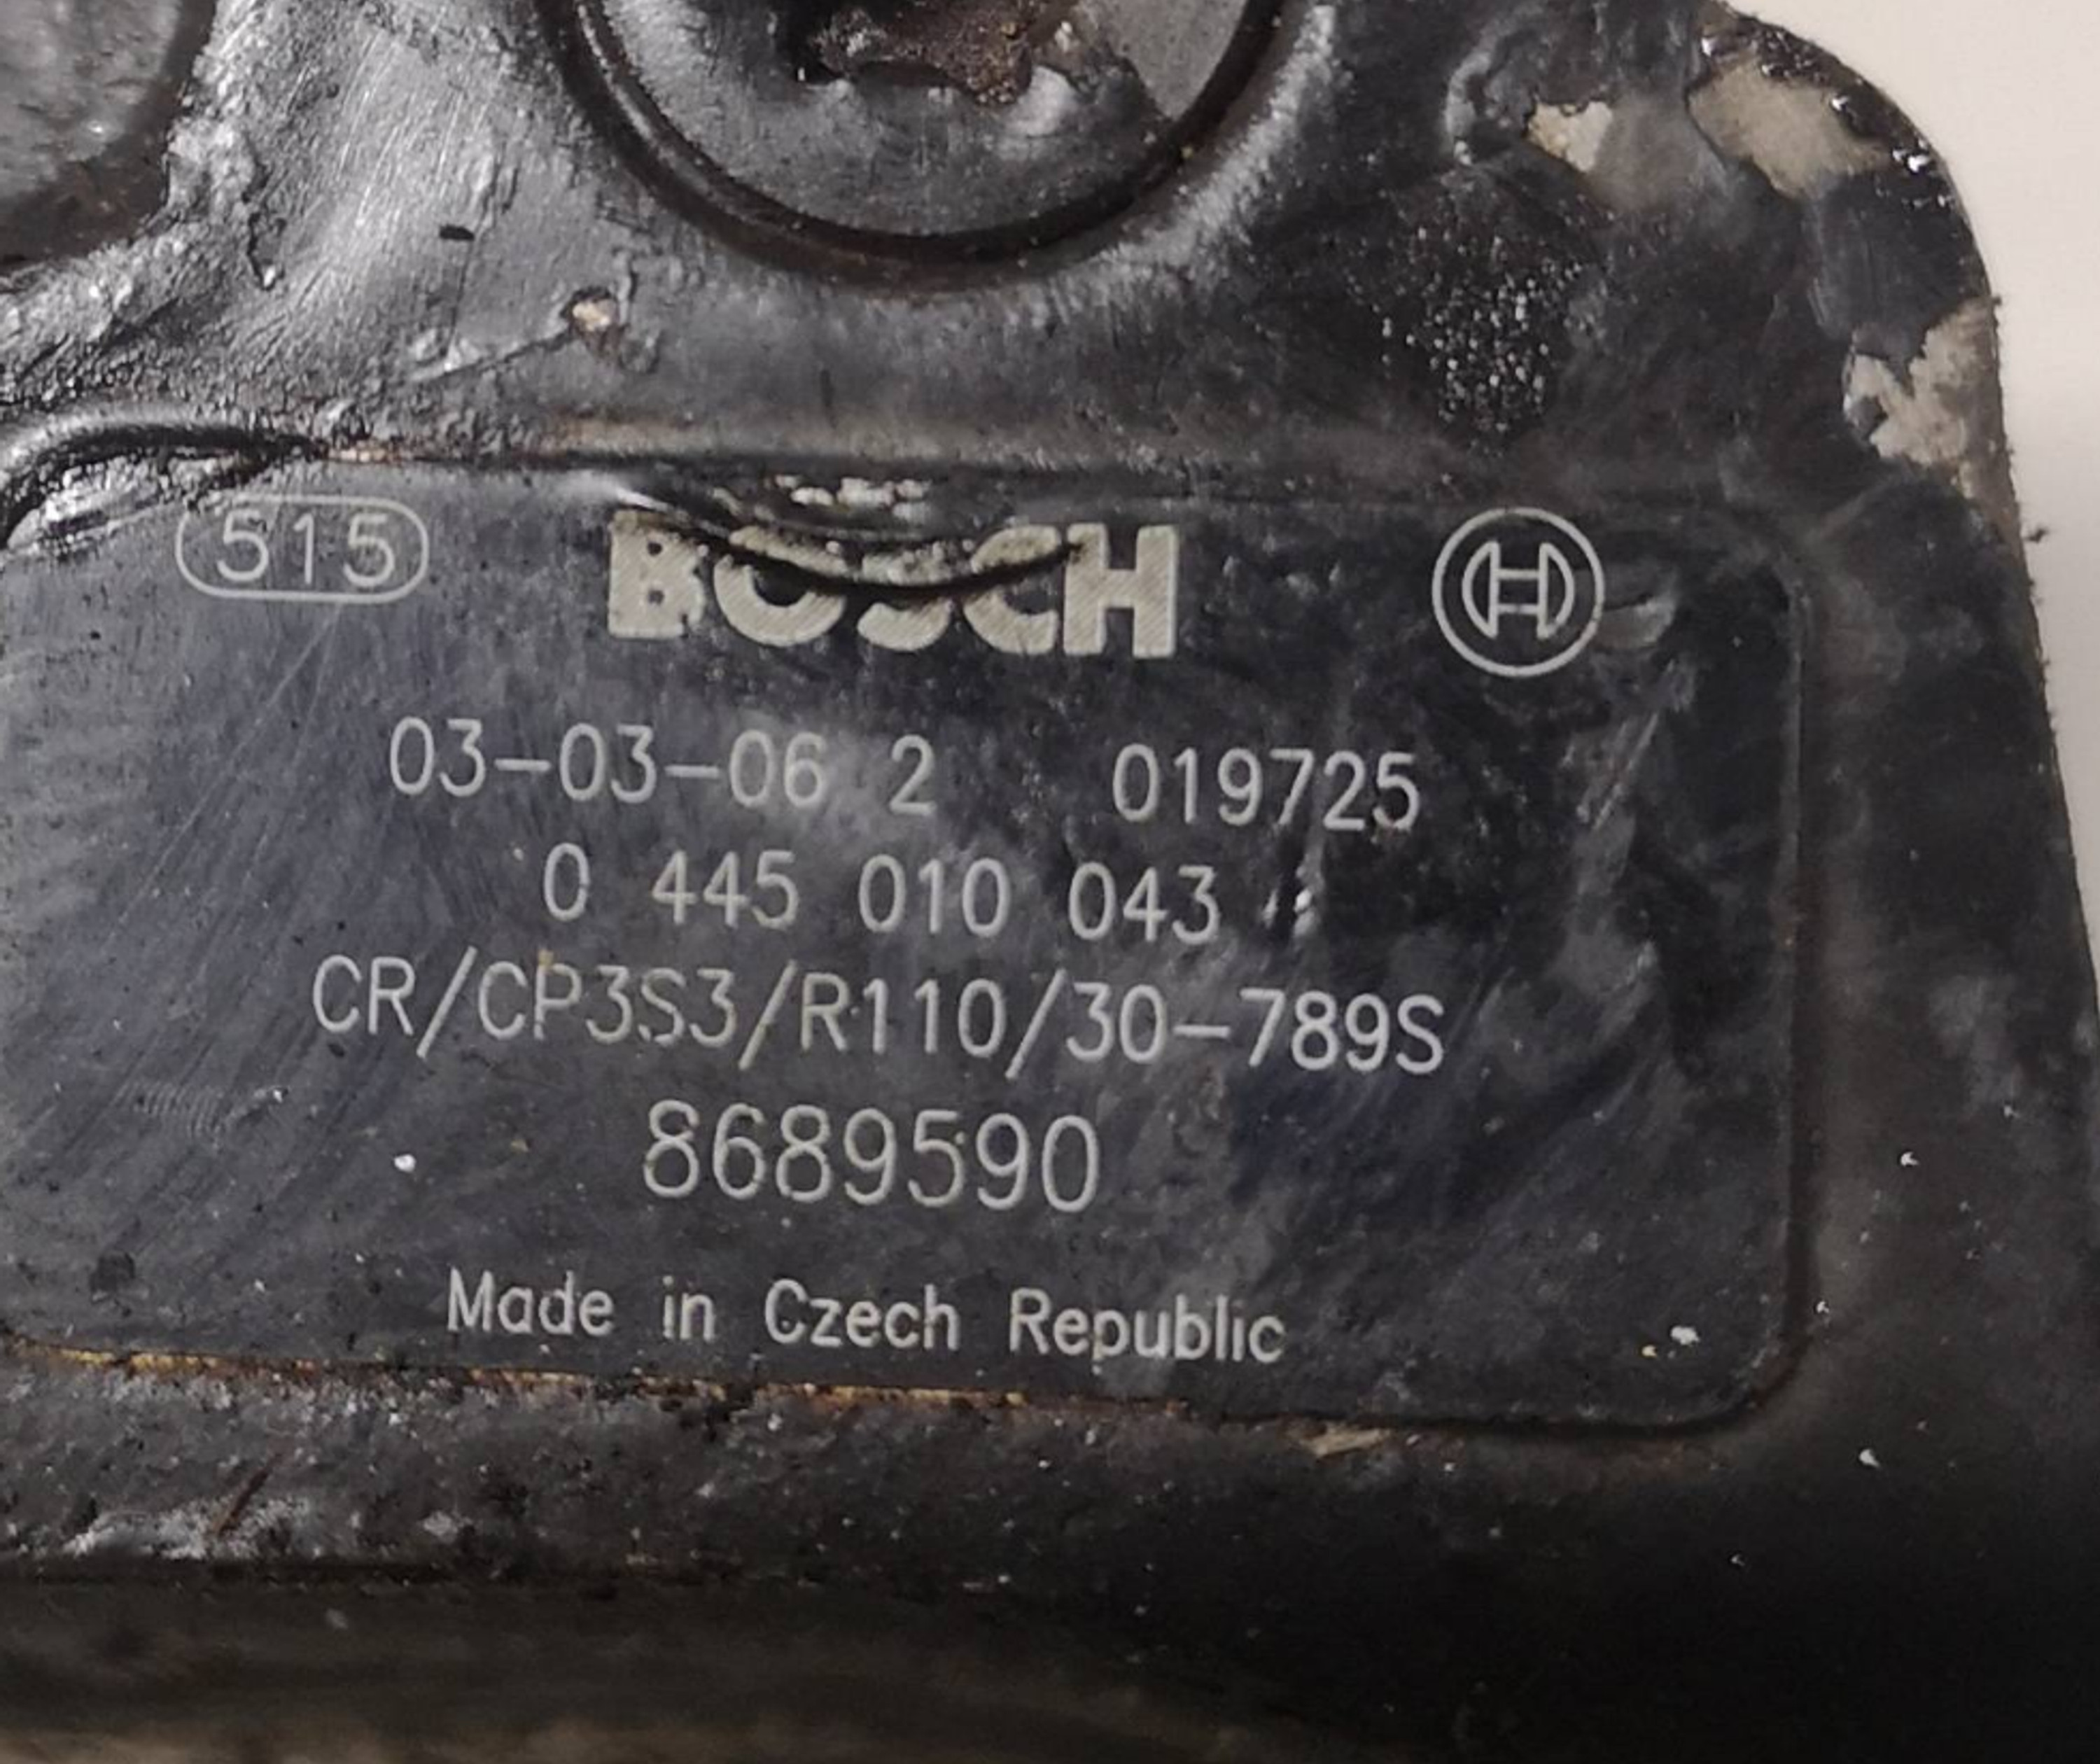 515 BOSCH
03-03-06 2 019725
0 445 010 043
CR/CP3S3/R110/30-789S
8689590
Made in Czech Republic